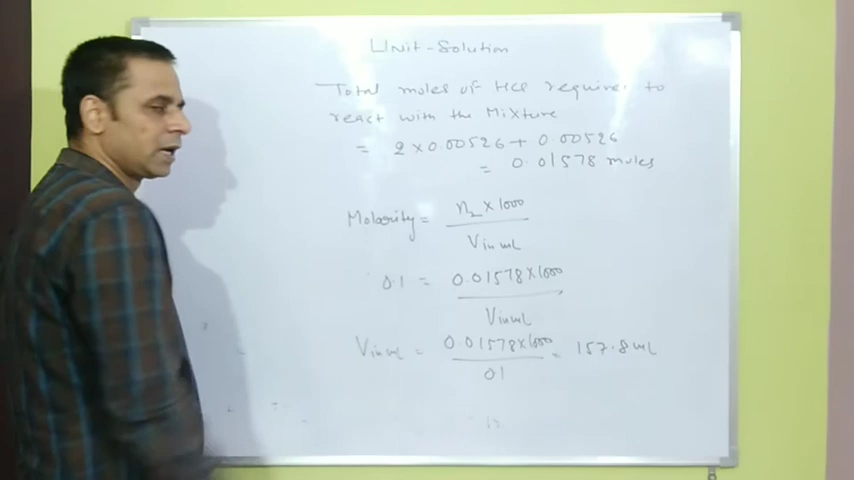 Unit-Solution
Total moles of HCl required to
react with the Mixture
= 2 × 0.00526 + 0.00526
= 0.01578 moles
Molarity = n₂ × 1000 / V in mL
0.1 = 0.01578 × 1000 / V in mL
V in mL = 0.01578 × 1000 / 0.1 = 157.8 mL